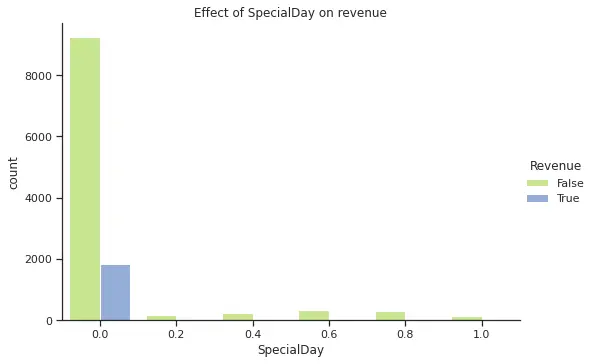 Effect of SpecialDay on revenue
8000
6000
4000
2000
0
count
0.0 0.2 0.4 0.6 0.8 1.0
SpecialDay
Revenue
False
True